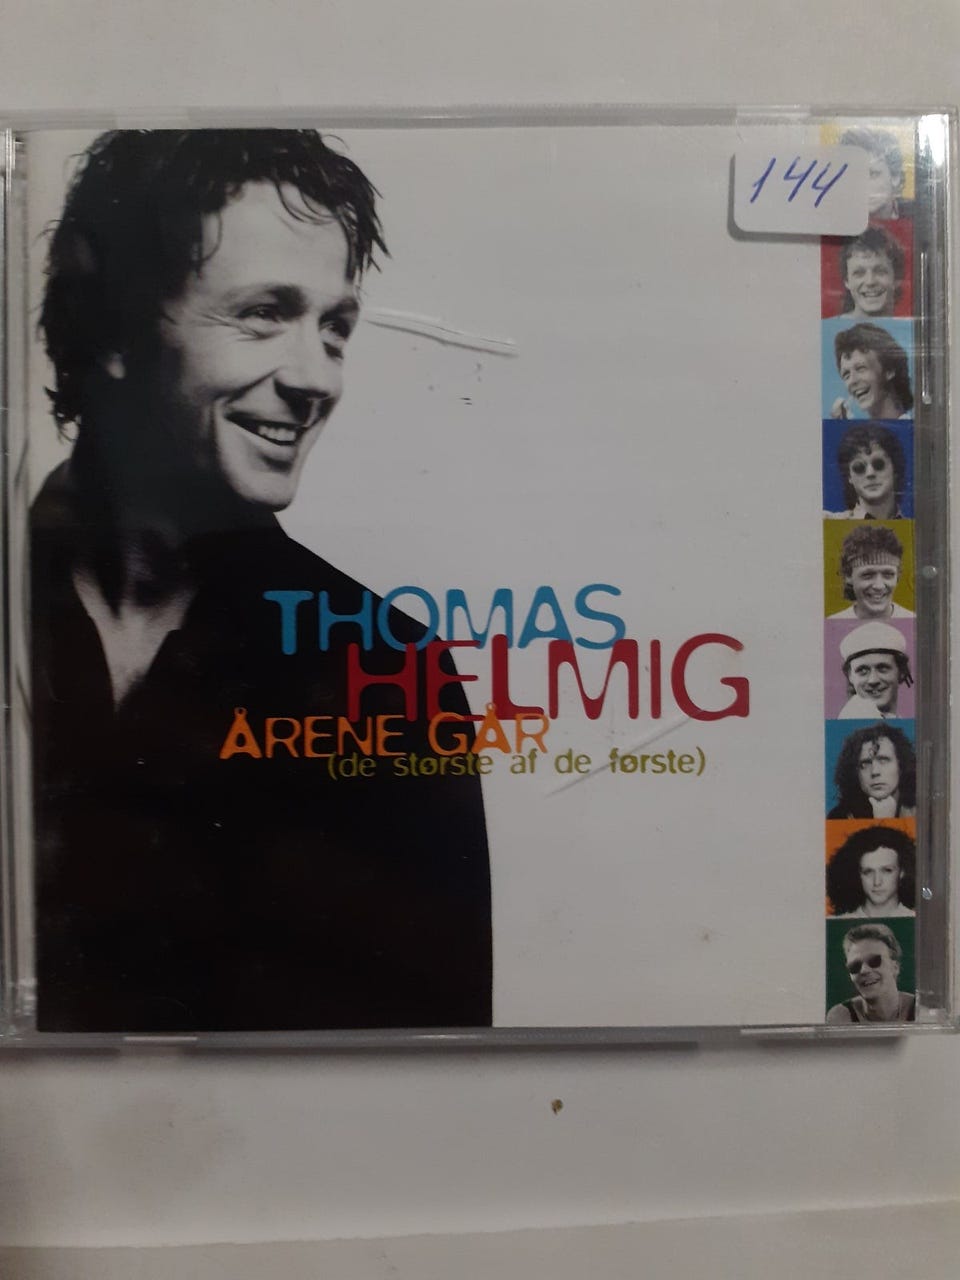 144
THOMAS
HELMIG
ÅRENE GÅR
(de største af de første)